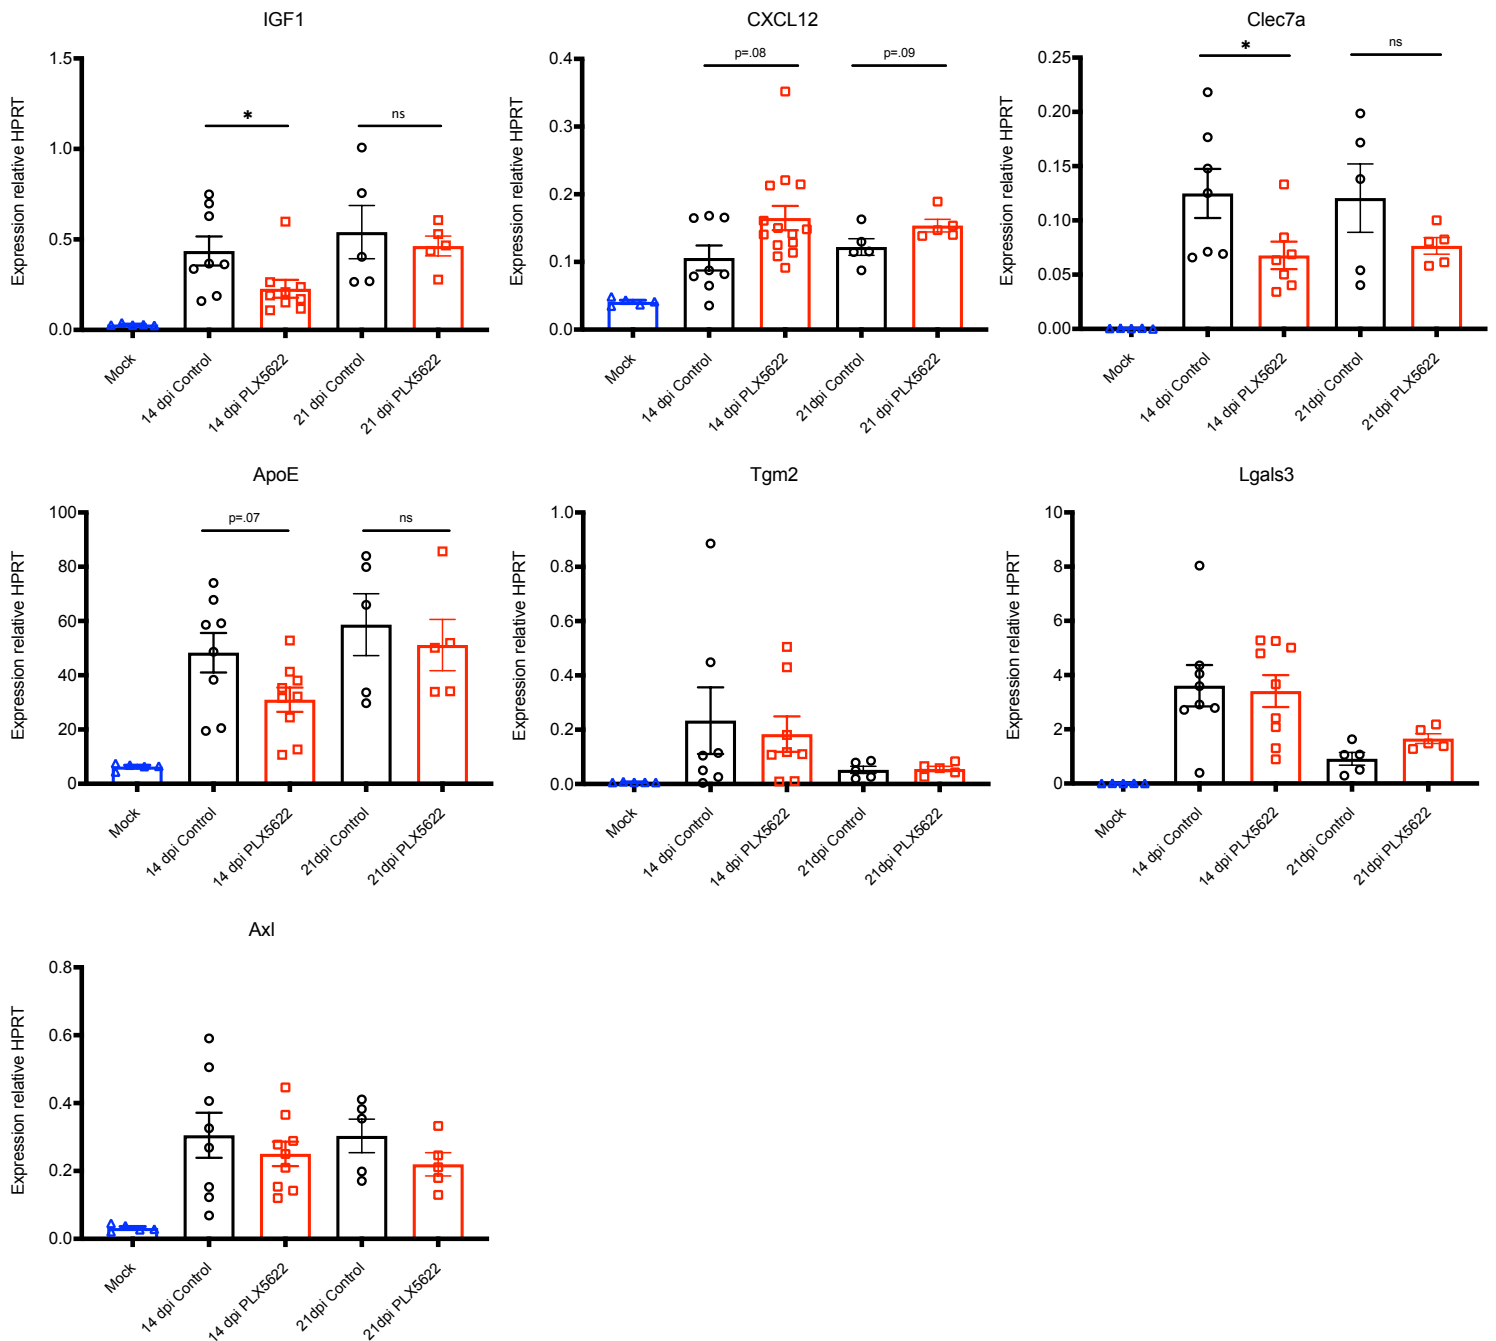 IGF1
Expression relative HPRT
1.5
1.0
0.5
0.0
*
ns
Mock
14 dpi Control
14 dpi PLX5622
21 dpi Control
21 dpi PLX5622
CXCL12
Expression relative HPRT
0.4
0.3
0.2
0.1
0.0
p=.08
p=.09
Mock
14 dpi Control
14 dpi PLX5622
21dpi Control
21dpi PLX5622
Clec7a
Expression relative HPRT
0.25
0.20
0.15
0.10
0.05
0.00
*
ns
Mock
14 dpi Control
14 dpi PLX5622
21dpi Control
21dpi PLX5622
ApoE
Expression relative HPRT
100
80
60
40
20
0
p=.07
ns
Mock
14 dpi Control
14 dpi PLX5622
21dpi Control
21dpi PLX5622
Tgm2
Expression relative HPRT
1.0
0.8
0.6
0.4
0.2
0.0
Mock
14 dpi Control
14 dpi PLX5622
21dpi Control
21dpi PLX5622
Lgals3
Expression relative HPRT
10
8
6
4
2
0
Mock
14 dpi Control
14 dpi PLX5622
21dpi Control
21dpi PLX5622
Axl
Expression relative HPRT
0.8
0.6
0.4
0.2
0.0
Mock
14 dpi Control
14 dpi PLX5622
21dpi Control
21dpi PLX5622